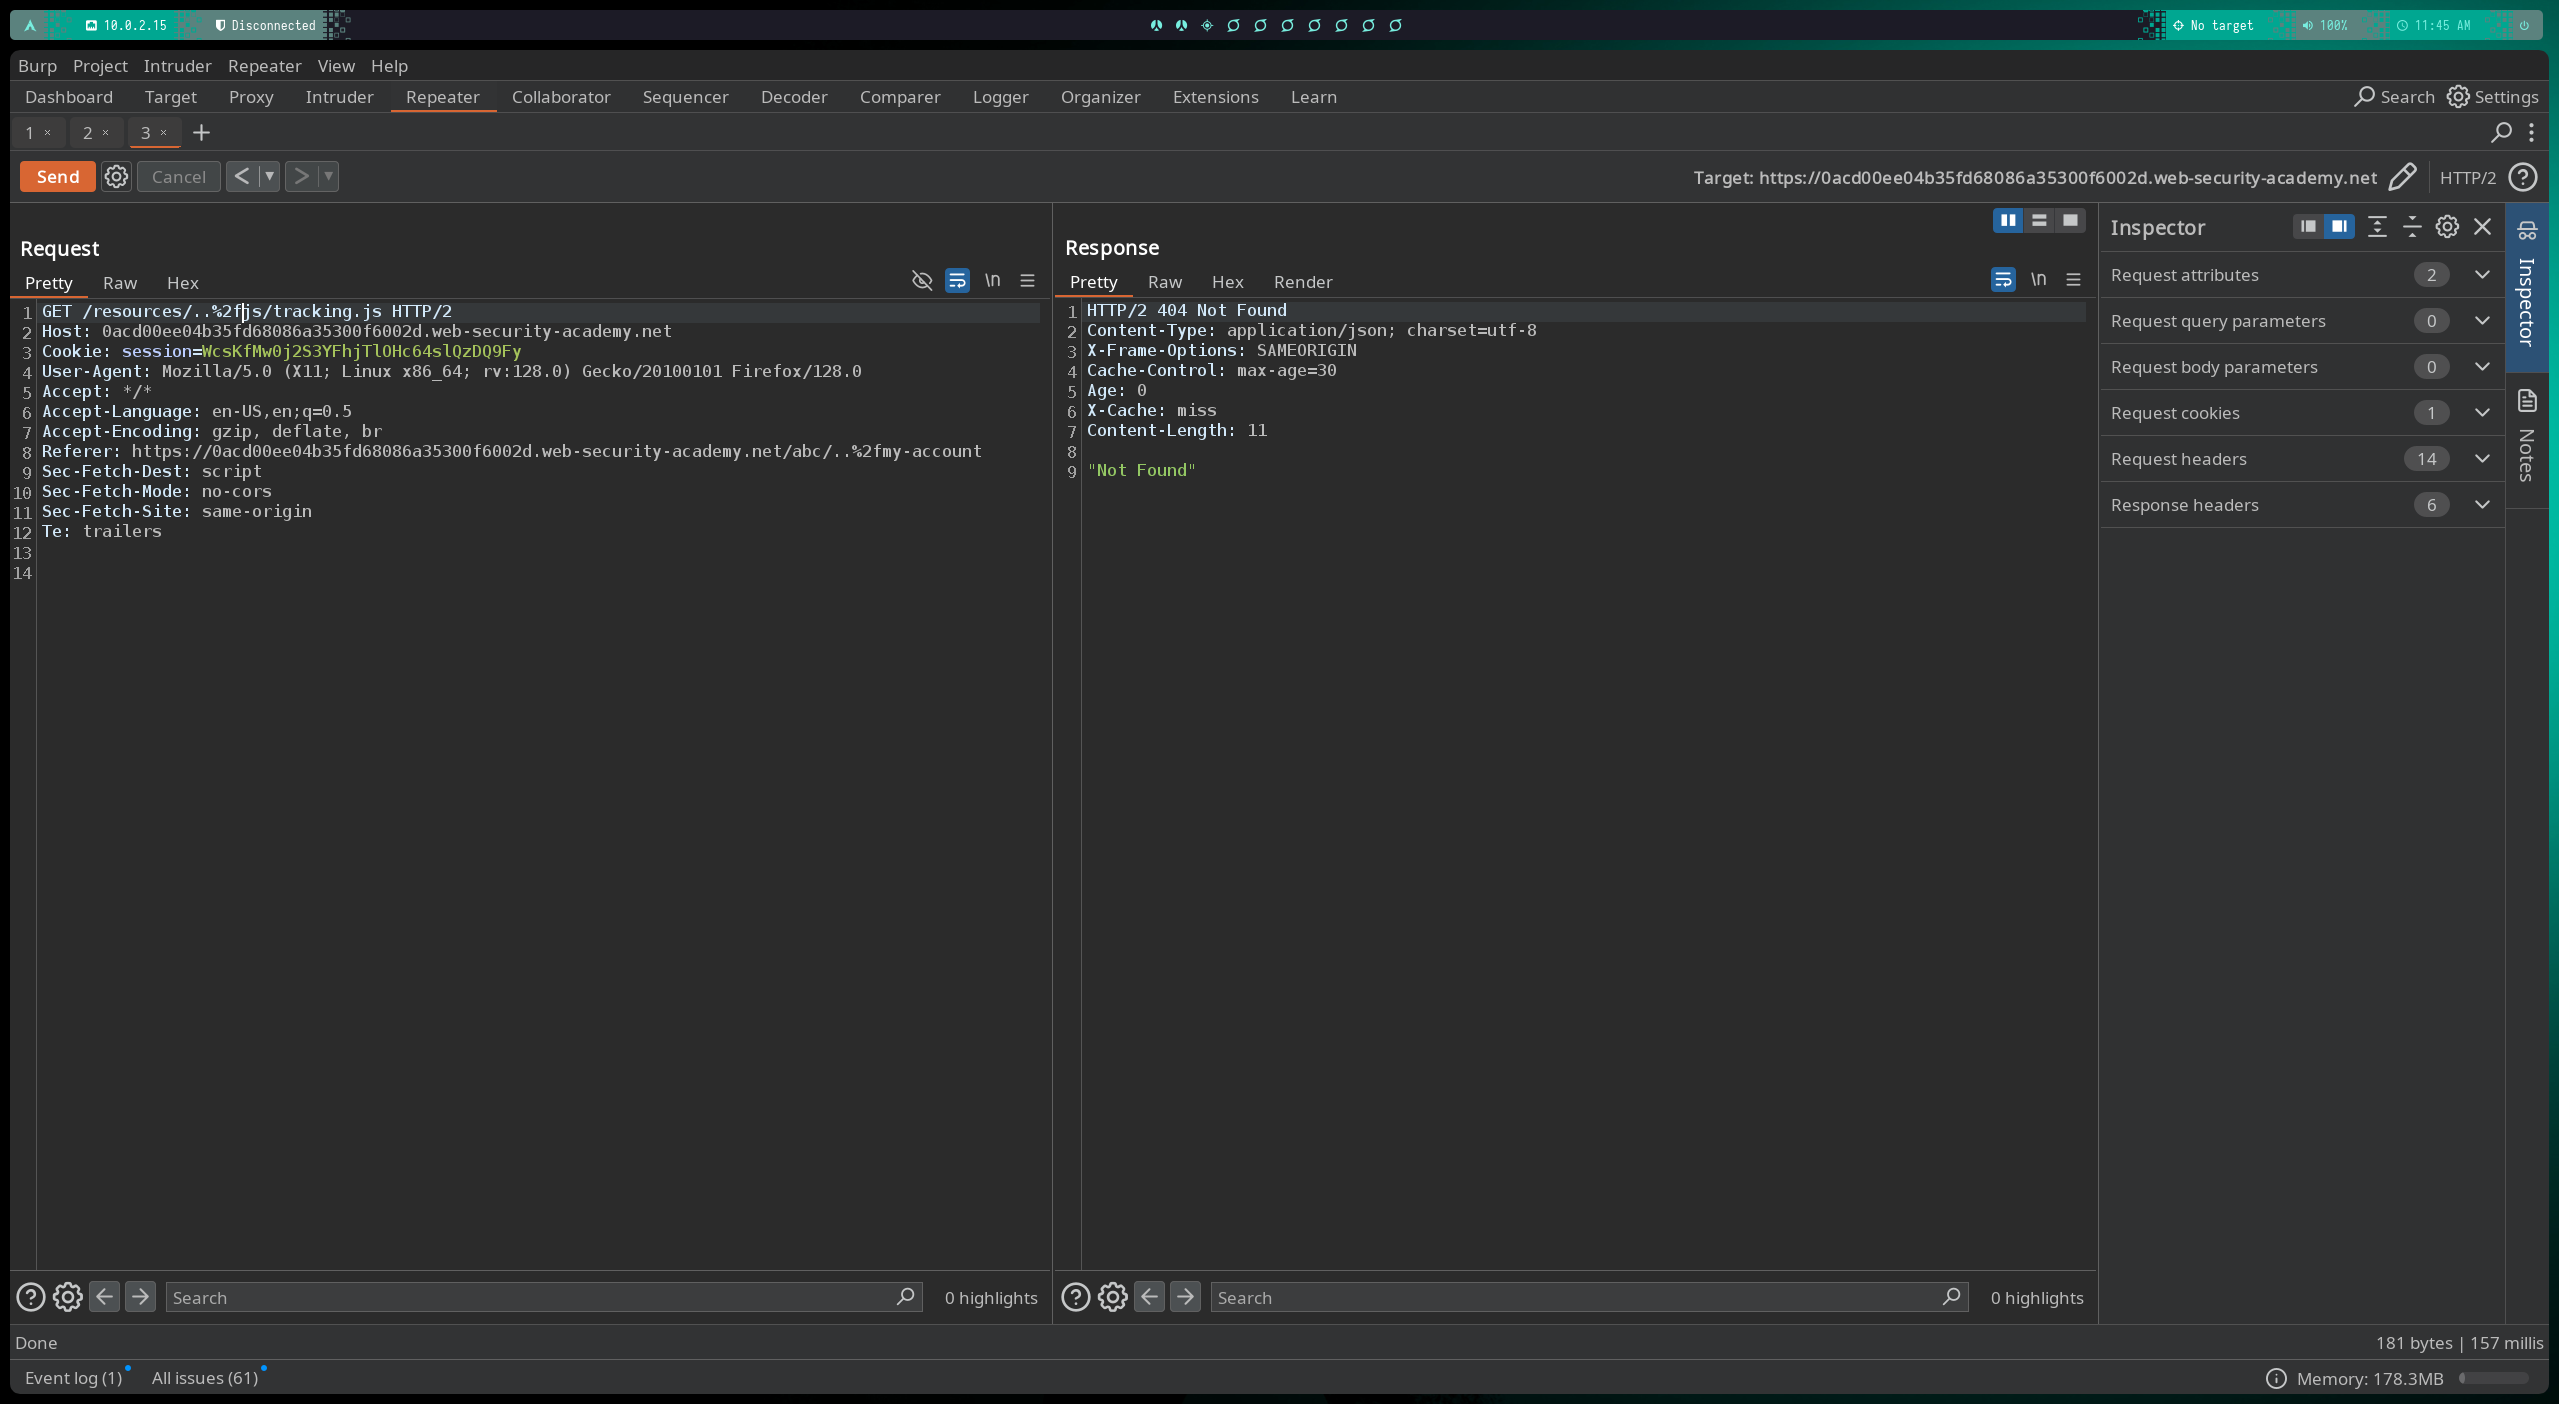 10.0.2.15 Disconnected No target 100% 11:45 AM
Burp Project Intruder Repeater View Help
Dashboard Target Proxy Intruder Repeater Collaborator Sequencer Decoder Comparer Logger Organizer Extensions Learn Search Settings
1 × 2 × 3 × +
Send Cancel < > Target: https://0acd00ee04b35fd68086a35300f6002d.web-security-academy.net HTTP/2
Request
Pretty Raw Hex \n
1 GET /resources/..%2fjs/tracking.js HTTP/2
2 Host: 0acd00ee04b35fd68086a35300f6002d.web-security-academy.net
3 Cookie: session=WcsKfMw0j2S3YFhjTlOHc64slQzDQ9Fy
4 User-Agent: Mozilla/5.0 (X11; Linux x86_64; rv:128.0) Gecko/20100101 Firefox/128.0
5 Accept: */*
6 Accept-Language: en-US,en;q=0.5
7 Accept-Encoding: gzip, deflate, br
8 Referer: https://0acd00ee04b35fd68086a35300f6002d.web-security-academy.net/abc/..%2fmy-account
9 Sec-Fetch-Dest: script
10 Sec-Fetch-Mode: no-cors
11 Sec-Fetch-Site: same-origin
12 Te: trailers
13
14
Search 0 highlights
Response
Pretty Raw Hex Render \n
1 HTTP/2 404 Not Found
2 Content-Type: application/json; charset=utf-8
3 X-Frame-Options: SAMEORIGIN
4 Cache-Control: max-age=30
5 Age: 0
6 X-Cache: miss
7 Content-Length: 11
8
9 "Not Found"
Search 0 highlights
Inspector
Request attributes 2
Request query parameters 0
Request body parameters 0
Request cookies 1
Request headers 14
Response headers 6
Inspector
Notes
Done 181 bytes | 157 millis
Event log (1) All issues (61) Memory: 178.3MB